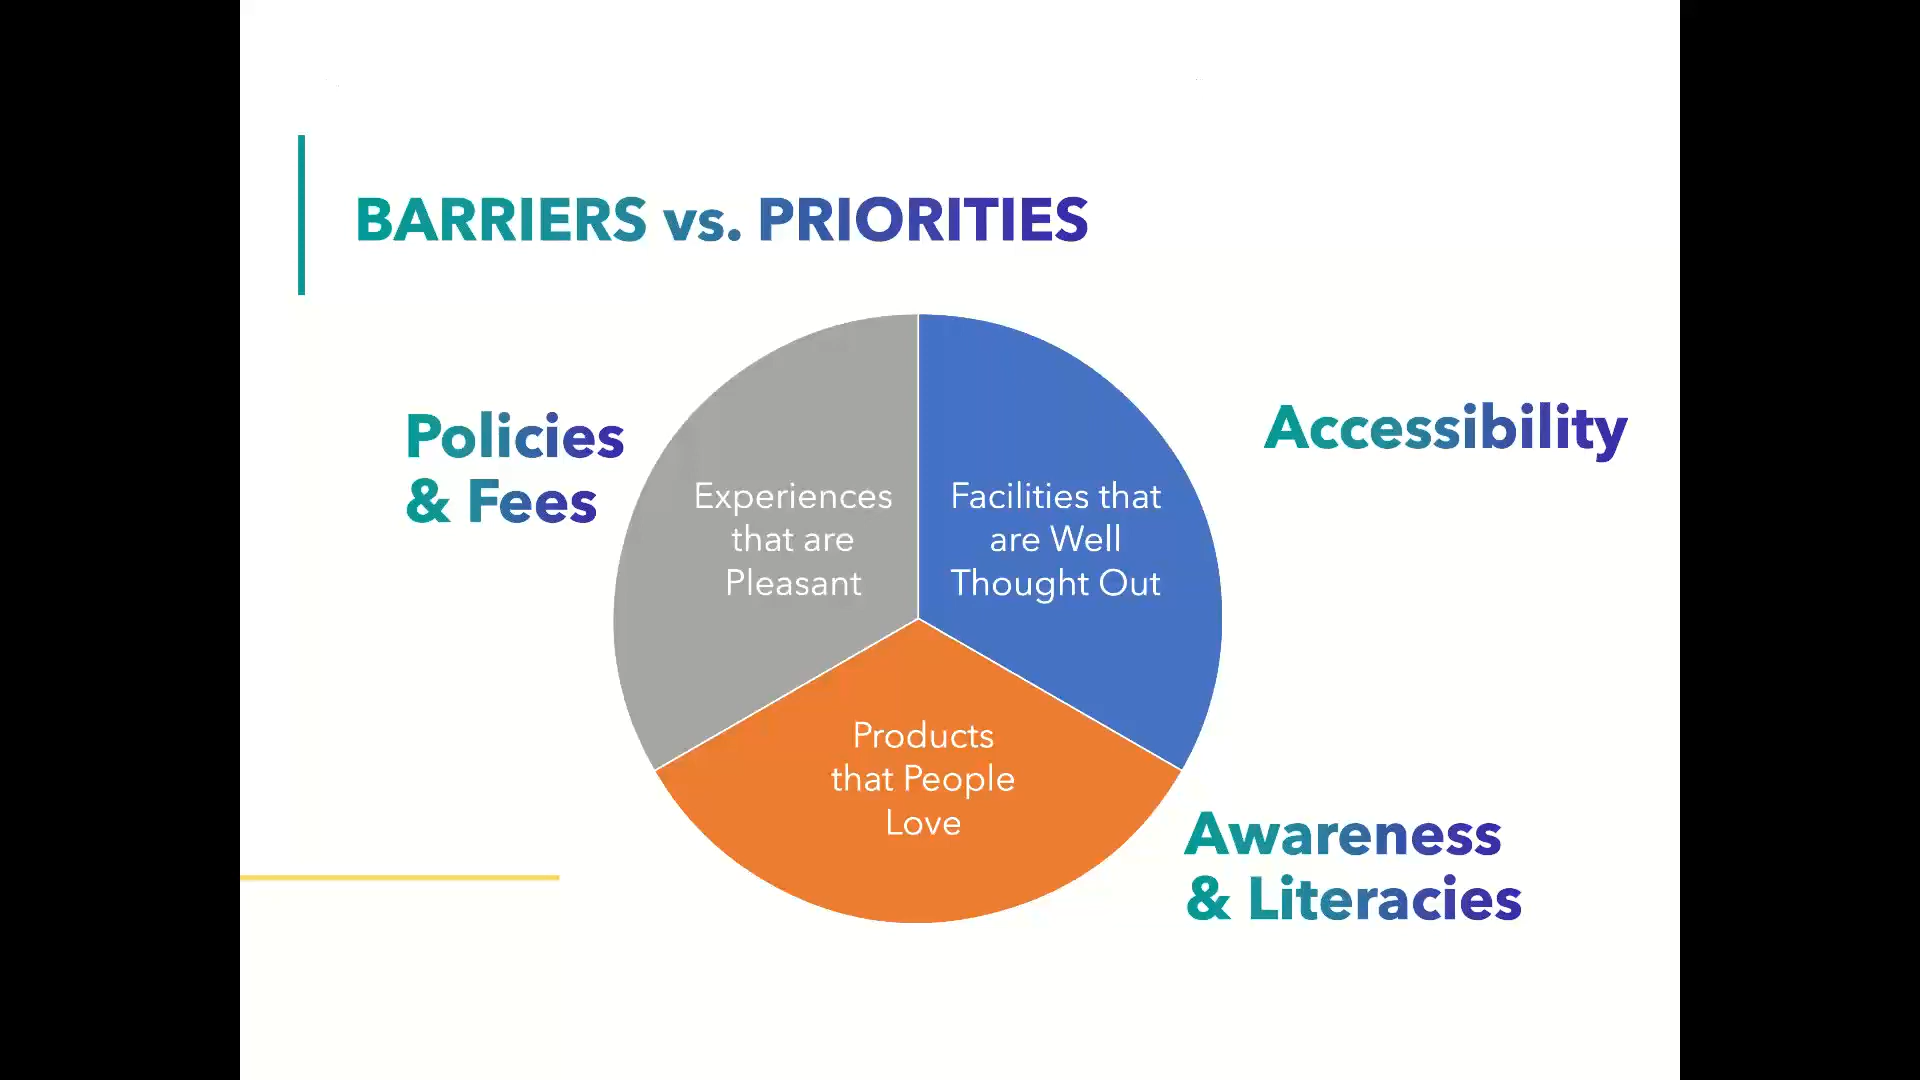 BARRIERS vs. PRIORITIES
Policies
& Fees
Experiences
that are
Pleasant
Facilities that
are Well
Thought Out
Accessibility
Products
that People
Love
Awareness
& Literacies